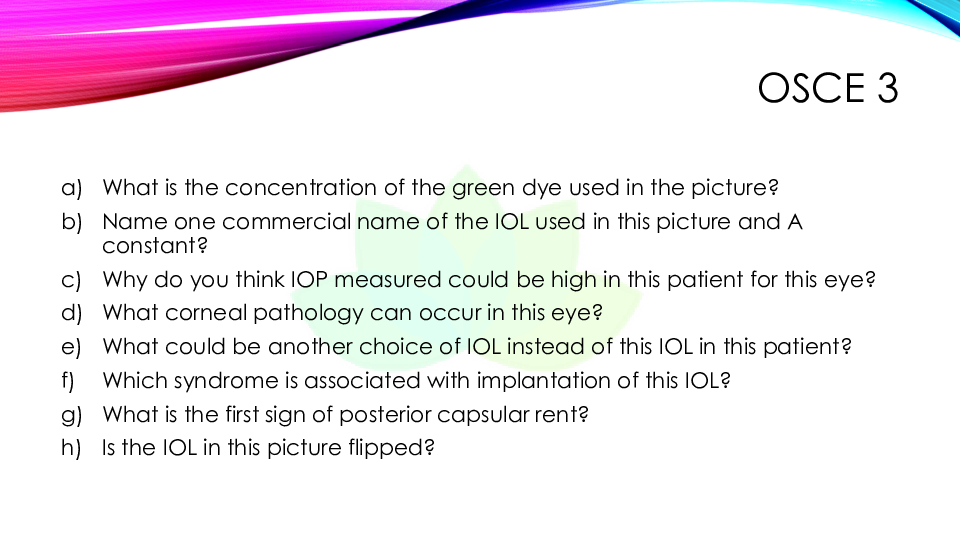 OSCE 3
a) What is the concentration of the green dye used in the picture?
b) Name one commercial name of the IOL used in this picture and A
constant?
c) Why do you think IOP measured could be high in this patient for this eye?
d) What corneal pathology can occur in this eye?
e) What could be another choice of IOL instead of this IOL in this patient?
f) Which syndrome is associated with implantation of this IOL?
g) What is the first sign of posterior capsular rent?
h) Is the IOL in this picture flipped?